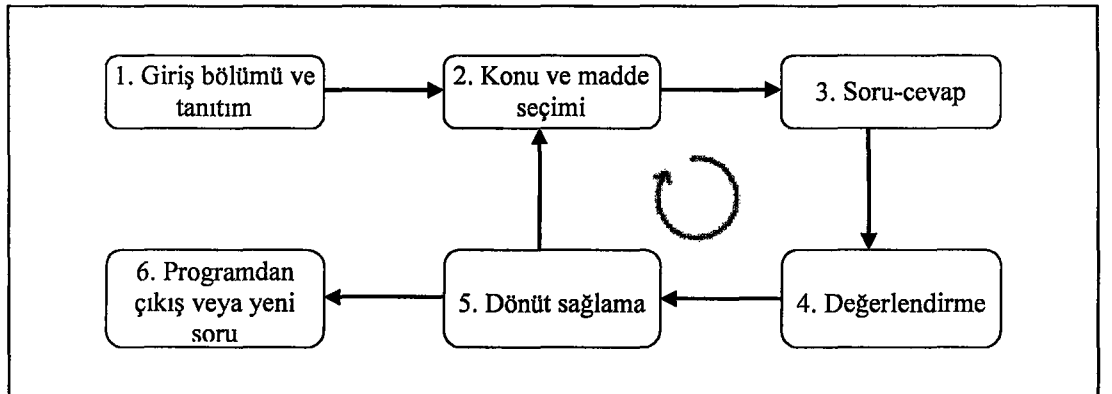 1. Giriş bölümü ve
tanıtım
2. Konu ve madde
seçimi
3. Soru-cevap
6. Programdan
çıkış veya yeni
soru
5. Dönüt sağlama
4. Değerlendirme